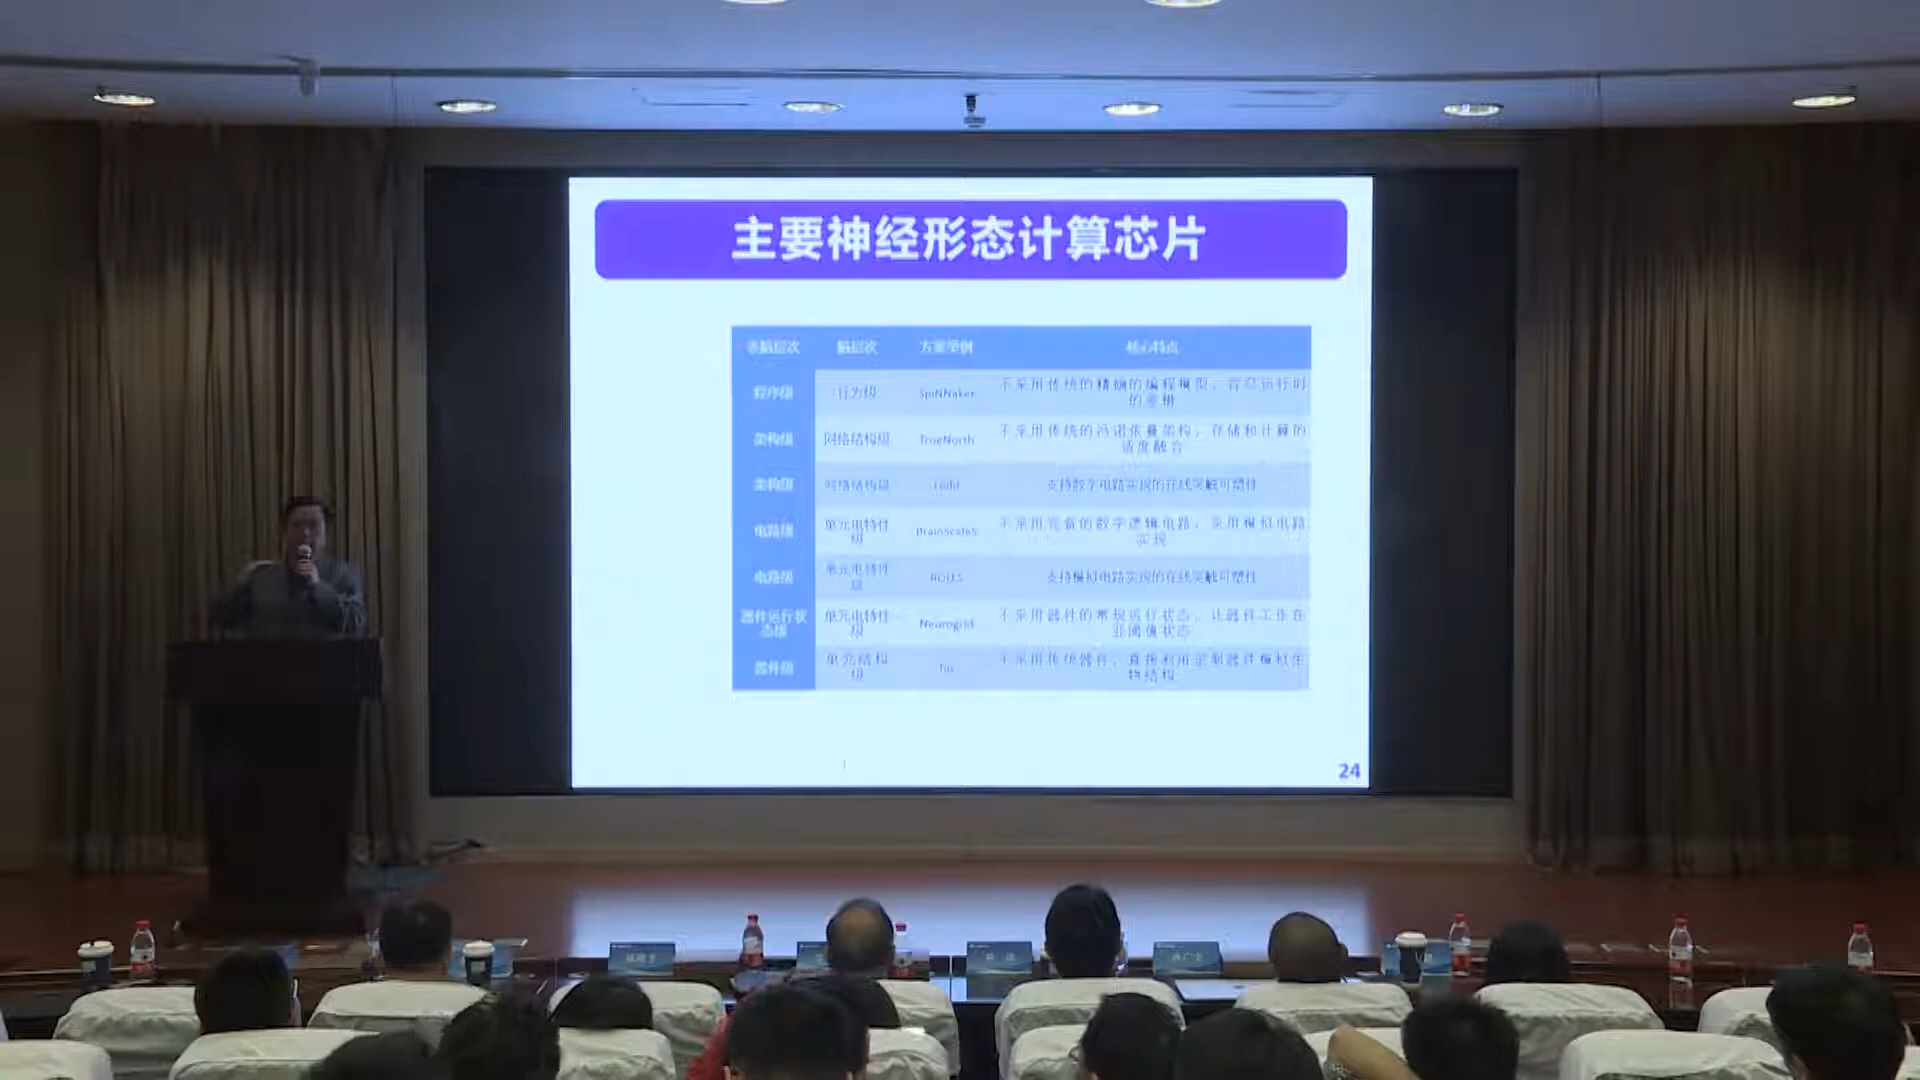 主要神经形态计算芯片
类脑层次 脑层次 方案举例 核心特点
程序级 行为级 SpiNNaker 不采用传统的精确的编程模型,容忍运行时
的差错
架构级 网络结构级 TrueNorth 不采用传统的冯诺依曼架构,存储和计算的
适度融合
架构级 网络结构级 Loihi 支持数字电路实现的在线突触可塑性
电路级 单元电特性
级 BrainScaleS 不采用完备的数字逻辑电路,采用模拟电路
实现
电路级 单元电特性
级 ROLLS 支持模拟电路实现的在线突触可塑性
器件运行状
态级 单元电特性
级 Neurogrid 不采用器件的常规运行状态,让器件工作在
亚阈值状态
器件级 单元结构
级 不采用传统器件,直接利用定制器件模拟生
物结构
24